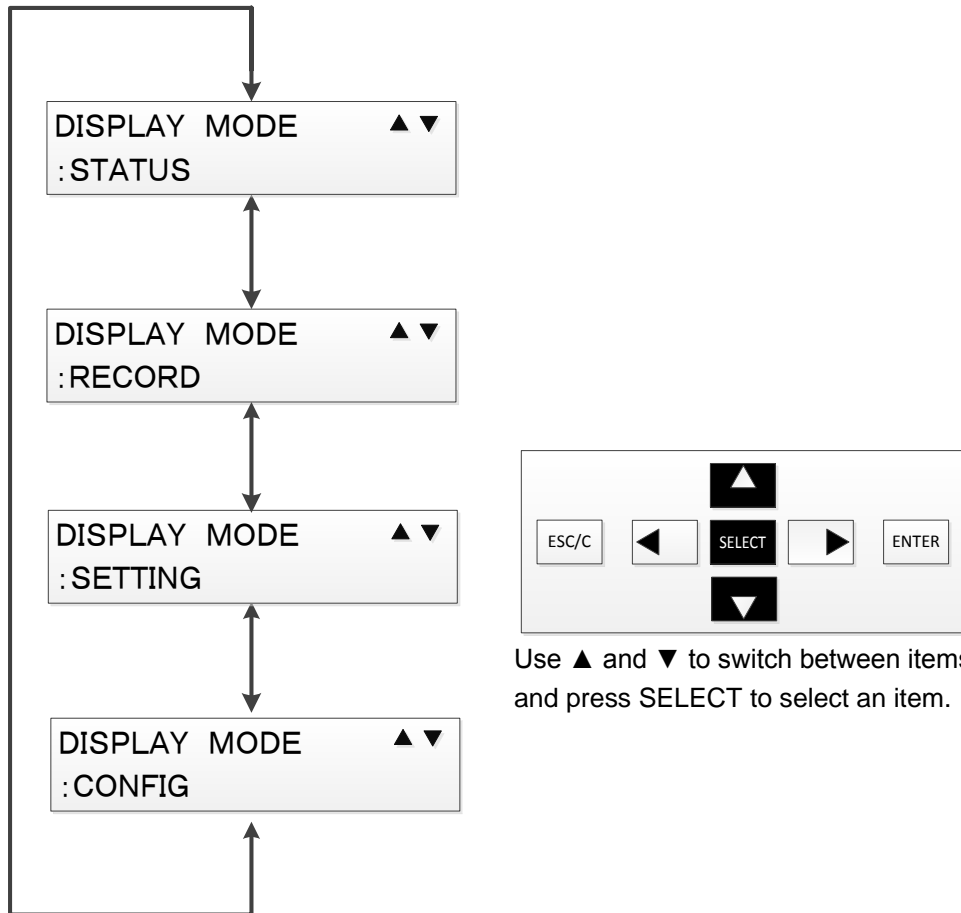 DISPLAY MODE ▲ ▼
:STATUS
DISPLAY MODE ▲ ▼
:RECORD
DISPLAY MODE ▲ ▼
:SETTING
DISPLAY MODE ▲ ▼
:CONFIG
ESC/C ◀ SELECT ▶ ENTER
Use ▲ and ▼ to switch between items
and press SELECT to select an item.